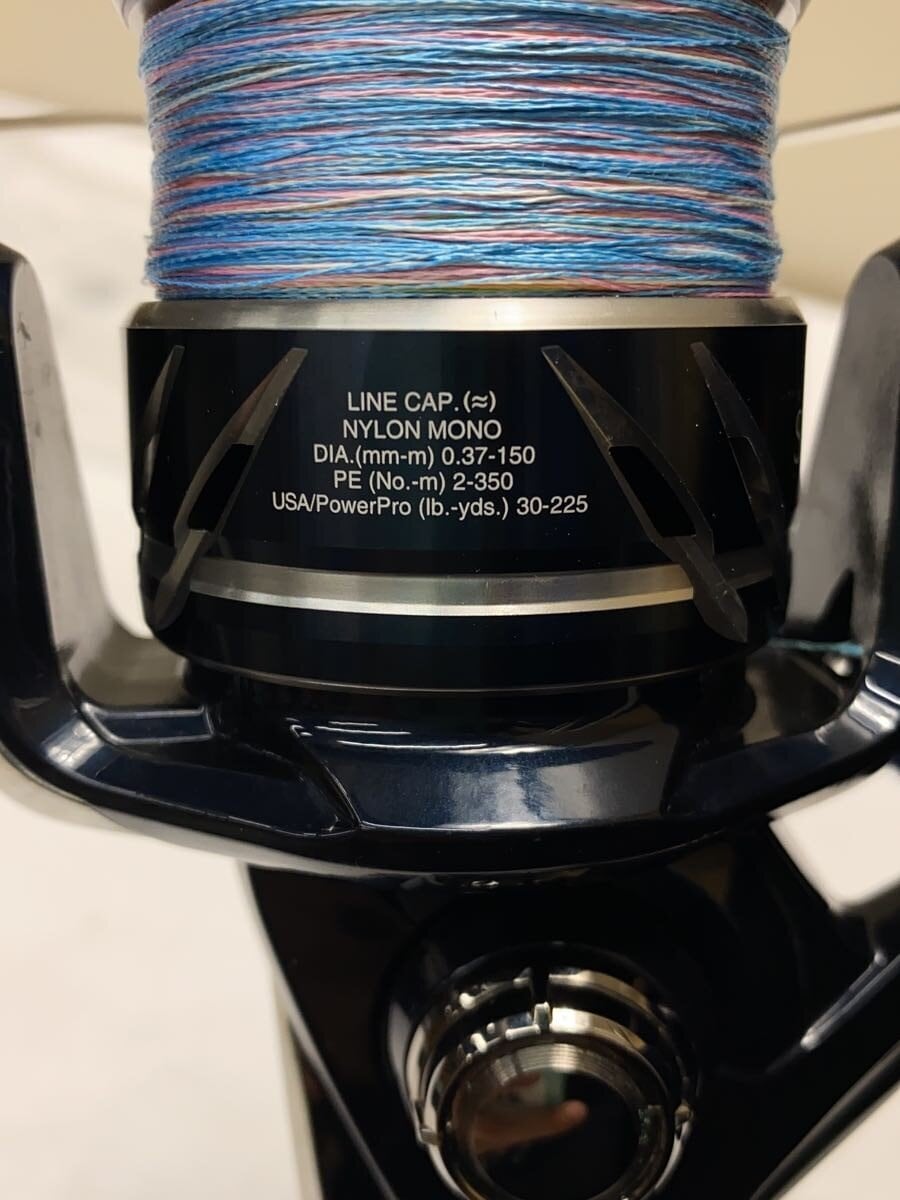 LINE CAP.(≈)
NYLON MONO
DIA.(mm-m) 0.37-150
PE (No.-m) 2-350
USA/PowerPro (lb.-yds.) 30-225